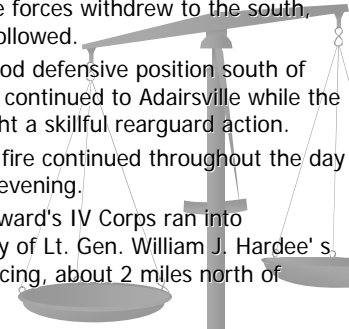 e forces withdrew to the south,
ollowed.
od defensive position south of
continued to Adairsville while the
ht a skillful rearguard action.
fire continued throughout the day
evening.
ward's IV Corps ran into
y of Lt. Gen. William J. Hardee' s
cing, about 2 miles north of